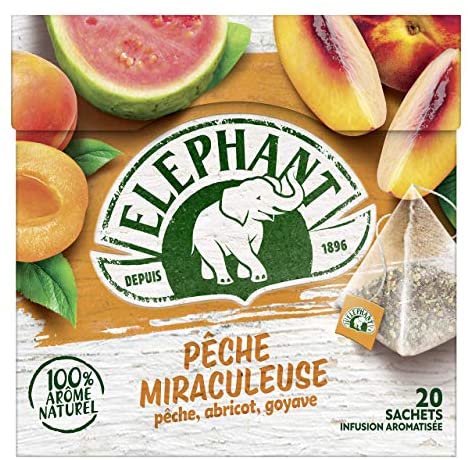 ELEPHANT
DEPUIS 1896
PÊCHE
MIRACULEUSE
pêche, abricot, goyave
100%
ARÔME
NATUREL
20
SACHETS
INFUSION AROMATISÉE